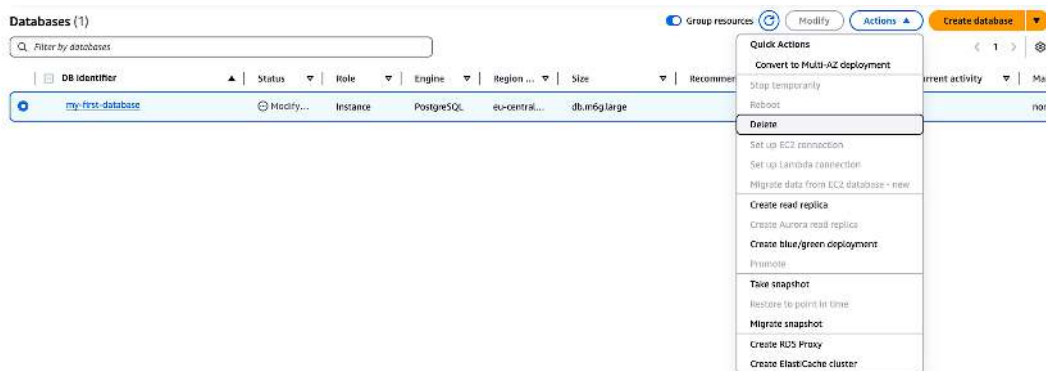 Databases (1)
Group resources
Modify
Actions
Create database
Filter by databases
1
DB identifier
Status
Role
Engine
Region ...
Size
Recommen
rrent activity
Ma
my-first-database
Modify...
Instance
PostgreSQL
eu-central...
db.m6g.large
non
Quick Actions
Convert to Multi-AZ deployment
Stop temporarily
Reboot
Delete
Set up EC2 connection
Set up Lambda connection
Migrate data from EC2 database - new
Create read replica
Create Aurora read replica
Create blue/green deployment
Promote
Take snapshot
Restore to point in time
Migrate snapshot
Create RDS Proxy
Create ElastiCache cluster